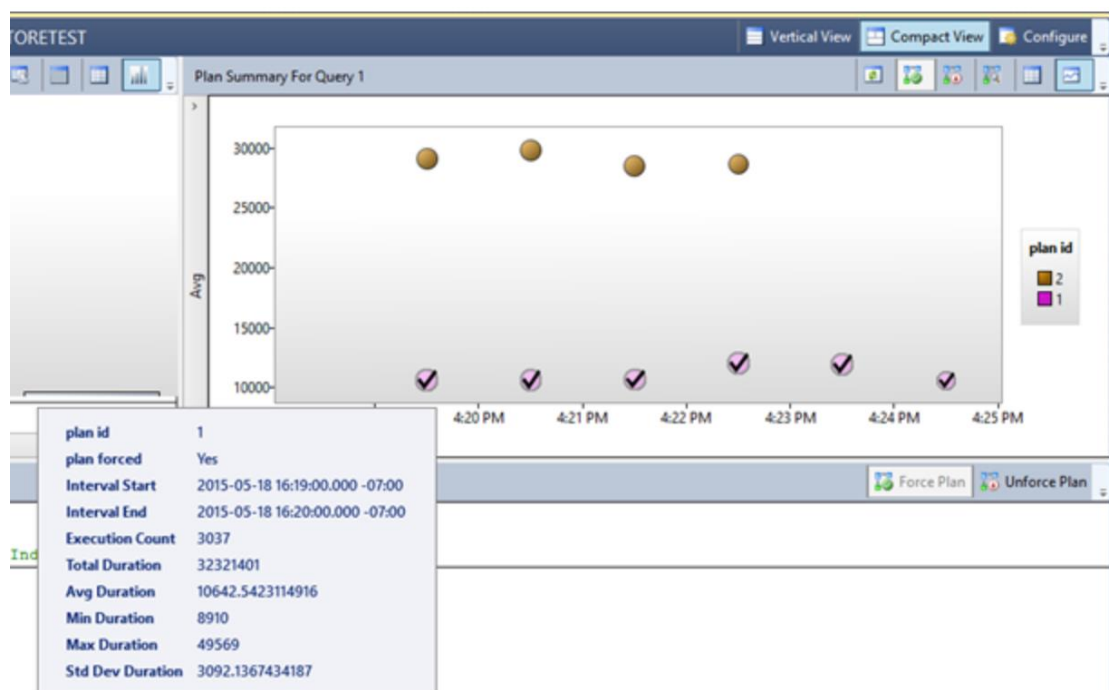 ORETEST
Vertical View Compact View Configure
Plan Summary For Query 1
30000
25000
20000
15000
10000
Avg
4:20 PM 4:21 PM 4:22 PM 4:23 PM 4:24 PM 4:25 PM
plan id
2
1
Force Plan Unforce Plan
Ind
plan id 1
plan forced Yes
Interval Start 2015-05-18 16:19:00.000 -07:00
Interval End 2015-05-18 16:20:00.000 -07:00
Execution Count 3037
Total Duration 32321401
Avg Duration 10642.5423114916
Min Duration 8910
Max Duration 49569
Std Dev Duration 3092.1367434187